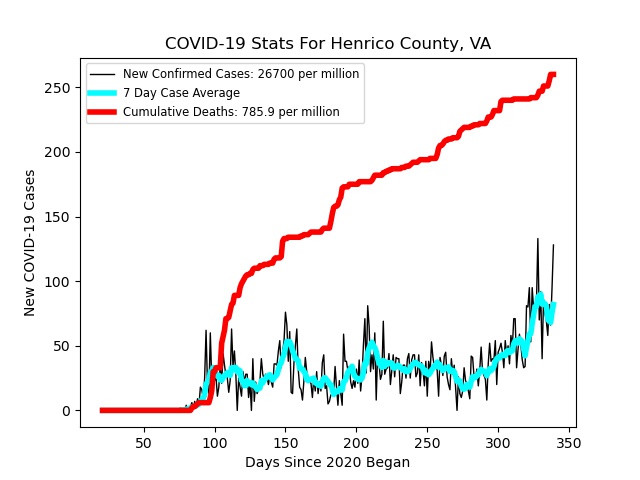 COVID-19 Stats For Henrico County, VA
New Confirmed Cases: 26700 per million
7 Day Case Average
Cumulative Deaths: 785.9 per million
New COVID-19 Cases
250
200
150
100
50
0
50 100 150 200 250 300 350
Days Since 2020 Began